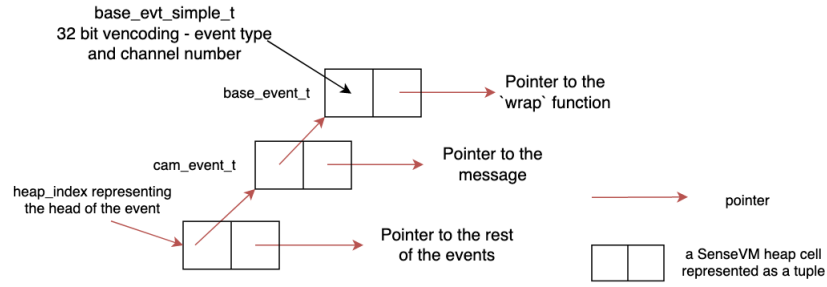 base_evt_simple_t
32 bit vencoding - event type
and channel number
base_event_t
Pointer to the
`wrap` function
cam_event_t
Pointer to the
message
heap_index representing
the head of the event
Pointer to the rest
of the events
pointer
a SenseVM heap cell
represented as a tuple